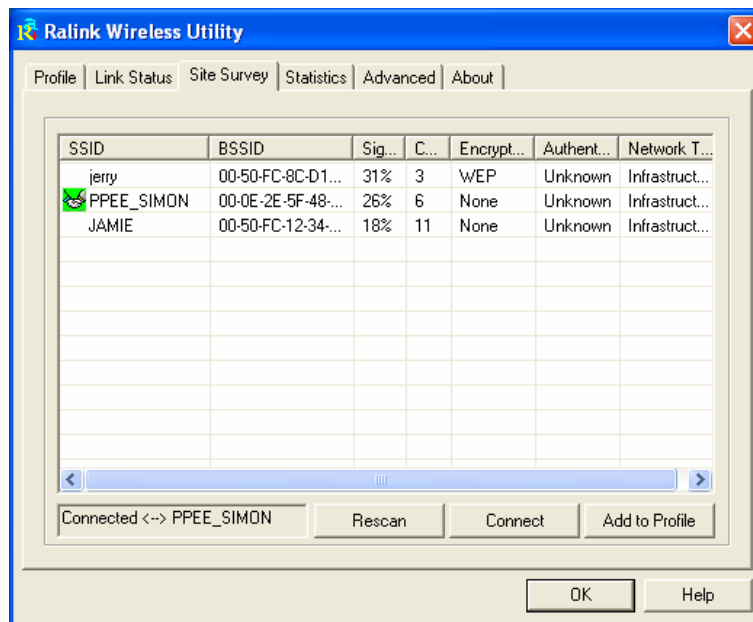 Ralink Wireless Utility
Profile Link Status Site Survey Statistics Advanced About
SSID BSSID Sig... C... Encrypt... Authent... Network T...
jerry 00-50-FC-8C-D1... 31% 3 WEP Unknown Infrastruct...
PPEE_SIMON 00-0E-2E-5F-48-... 26% 6 None Unknown Infrastruct...
JAMIE 00-50-FC-12-34-... 18% 11 None Unknown Infrastruct...
Connected <--> PPEE_SIMON Rescan Connect Add to Profile
OK Help